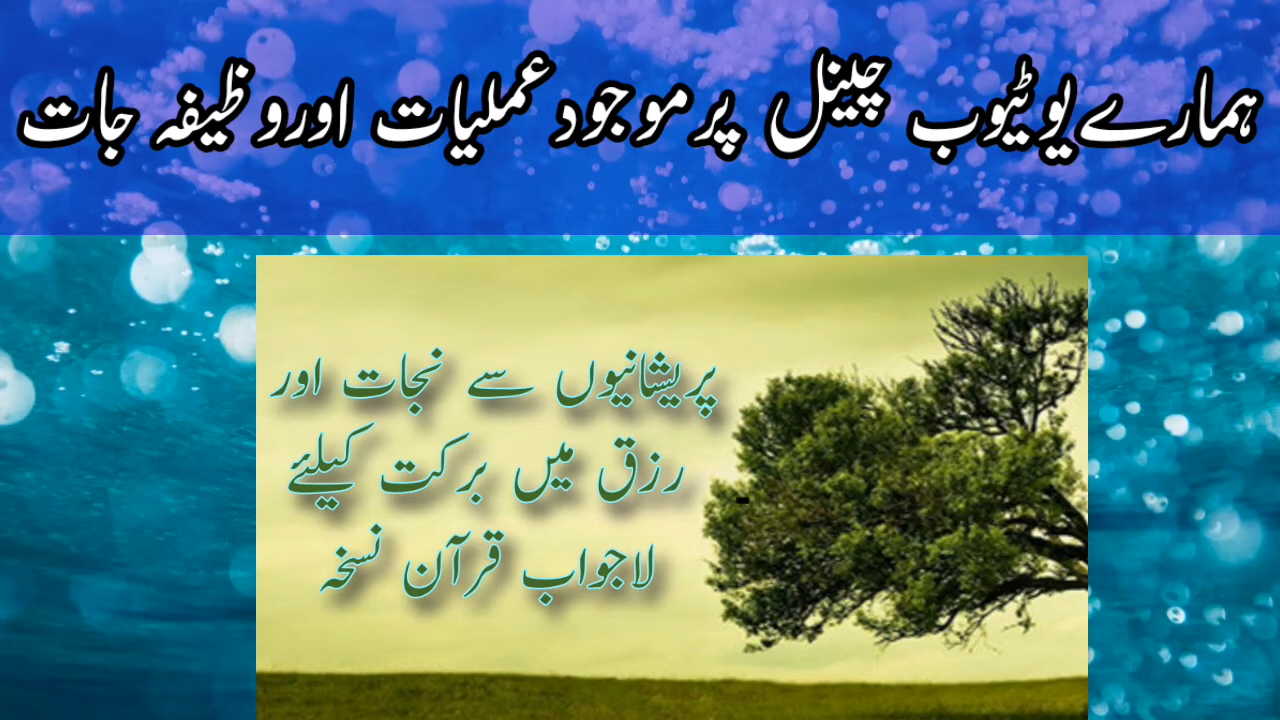 ہمارے یوٹیوب چینل پر موجود عملیات اور وظیفہ جات
پریشانیوں سے نجات اور
رزق میں برکت کیلئے
لاجواب قرآن نسخہ